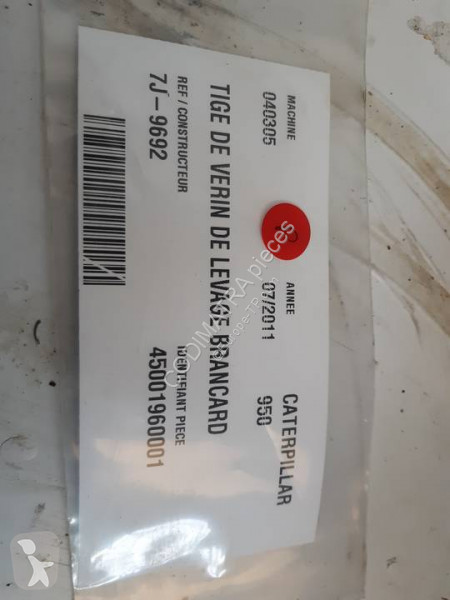 MACHINE
040305
ANNEE
07/2011
CATERPILLAR
950
TIGE DE VERIN DE LEVAGE BRANCARD
REF / CONSTRUCTEUR
7J-9692
IDENTIFIANT PIECE
45001960001
CODIMATRA pieces